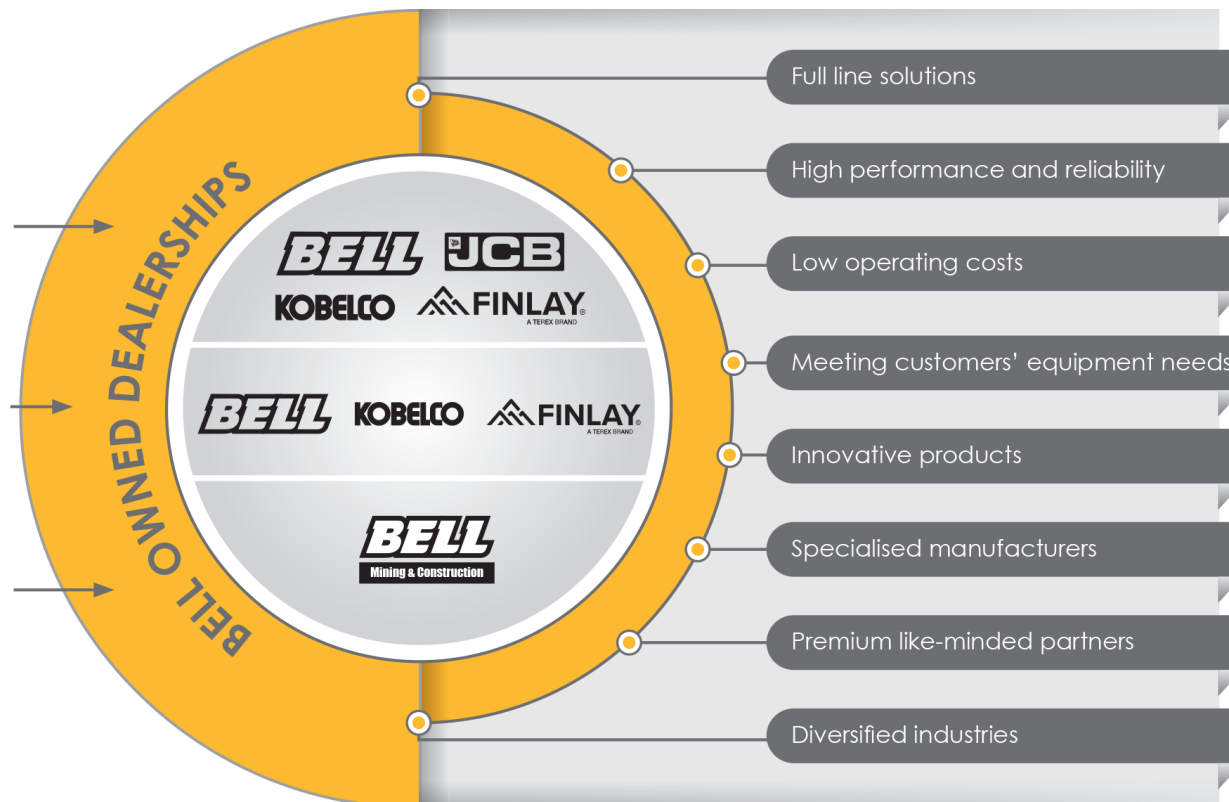 BELL OWNED DEALERSHIPS
BELL JCB
KOBELCO FINLAY®
A TEREX BRAND
BELL KOBELCO FINLAY®
A TEREX BRAND
BELL
Mining & Construction
Full line solutions
High performance and reliability
Low operating costs
Meeting customers’ equipment needs
Innovative products
Specialised manufacturers
Premium like-minded partners
Diversified industries